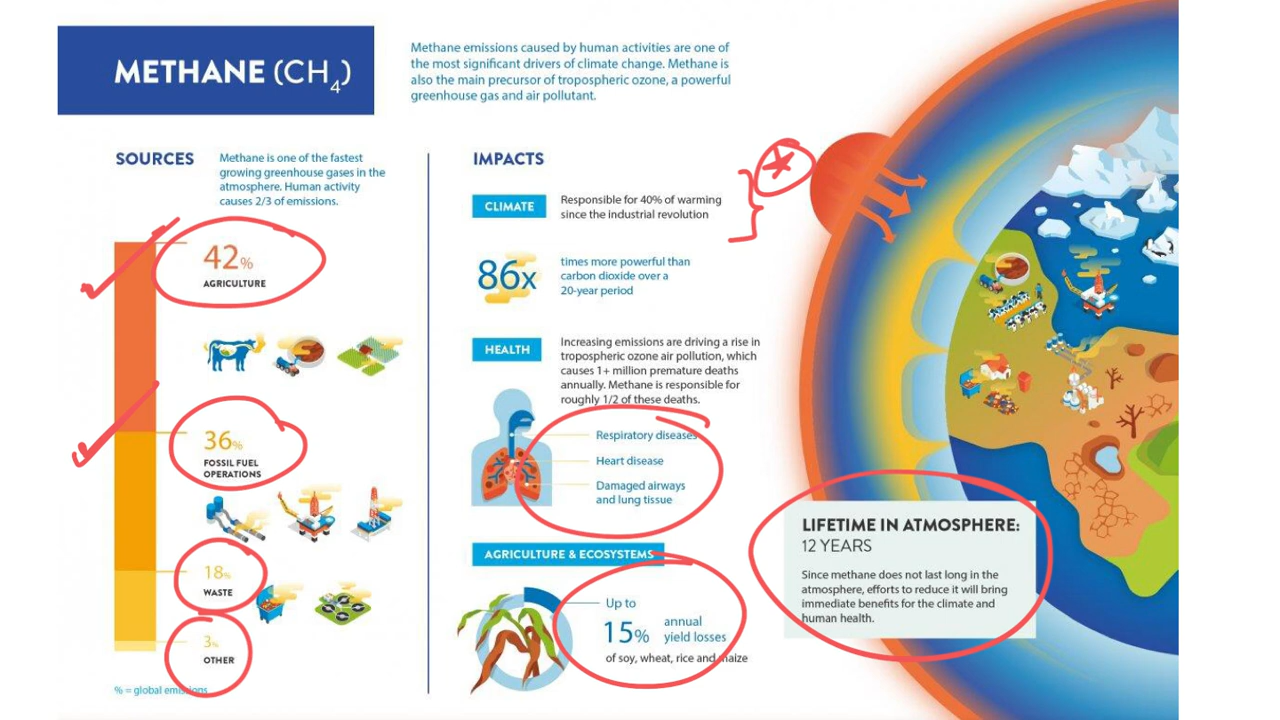 METHANE (CH4)
Methane emissions caused by human activities are one of
the most significant drivers of climate change. Methane is
also the main precursor of tropospheric ozone, a powerful
greenhouse gas and air pollutant.
SOURCES
Methane is one of the fastest
growing greenhouse gases in the
atmosphere. Human activity
causes 2/3 of emissions.
42%
AGRICULTURE
36%
FOSSIL FUEL
OPERATIONS
18%
WASTE
3%
OTHER
% = global emissions
IMPACTS
CLIMATE
Responsible for 40% of warming
since the industrial revolution
86x
times more powerful than
carbon dioxide over a
20-year period
HEALTH
Increasing emissions are driving a rise in
tropospheric ozone air pollution, which
causes 1+ million premature deaths
annually. Methane is responsible for
roughly 1/2 of these deaths.
Respiratory diseases
Heart disease
Damaged airways
and lung tissue
AGRICULTURE & ECOSYSTEMS
Up to
15% annual
yield losses
of soy, wheat, rice and maize
LIFETIME IN ATMOSPHERE:
12 YEARS
Since methane does not last long in the
atmosphere, efforts to reduce it will bring
immediate benefits for the climate and
human health.